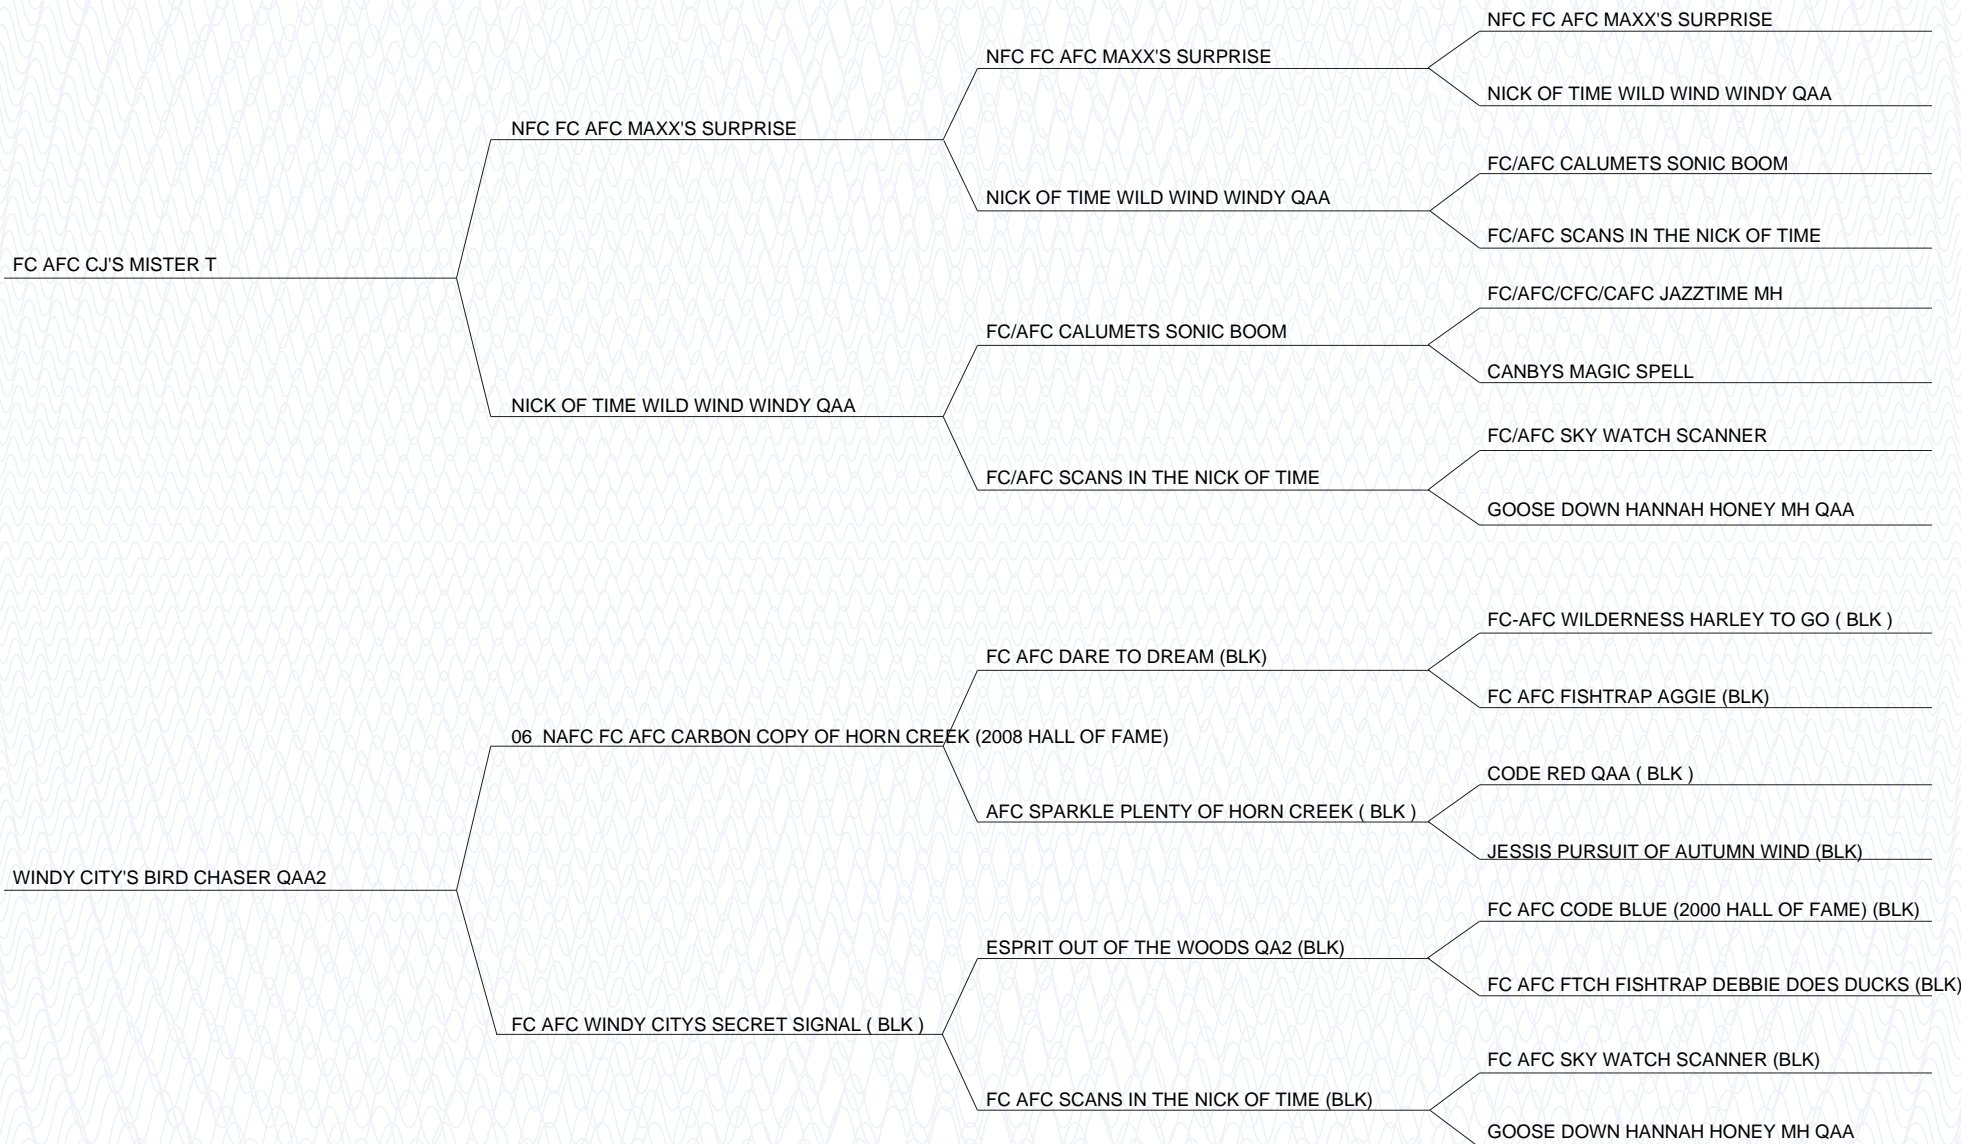 NFC FC AFC MAXX'S SURPRISE
NFC FC AFC MAXX'S SURPRISE
NICK OF TIME WILD WIND WINDY QAA
NFC FC AFC MAXX'S SURPRISE
FC/AFC CALUMETS SONIC BOOM
NICK OF TIME WILD WIND WINDY QAA
FC/AFC SCANS IN THE NICK OF TIME
FC AFC CJ'S MISTER T
FC/AFC/CFC/CAFC JAZZTIME MH
FC/AFC CALUMETS SONIC BOOM
CANBYS MAGIC SPELL
NICK OF TIME WILD WIND WINDY QAA
FC/AFC SKY WATCH SCANNER
FC/AFC SCANS IN THE NICK OF TIME
GOOSE DOWN HANNAH HONEY MH QAA
FC-AFC WILDERNESS HARLEY TO GO ( BLK )
FC AFC DARE TO DREAM (BLK)
FC AFC FISHTRAP AGGIE (BLK)
06  NAFC FC AFC CARBON COPY OF HORN CREEK (2008 HALL OF FAME)
CODE RED QAA ( BLK )
AFC SPARKLE PLENTY OF HORN CREEK ( BLK )
JESSIS PURSUIT OF AUTUMN WIND (BLK)
WINDY CITY'S BIRD CHASER QAA2
FC AFC CODE BLUE (2000 HALL OF FAME) (BLK)
ESPRIT OUT OF THE WOODS QA2 (BLK)
FC AFC FTCH FISHTRAP DEBBIE DOES DUCKS (BLK)
FC AFC WINDY CITYS SECRET SIGNAL ( BLK )
FC AFC SKY WATCH SCANNER (BLK)
FC AFC SCANS IN THE NICK OF TIME (BLK)
GOOSE DOWN HANNAH HONEY MH QAA